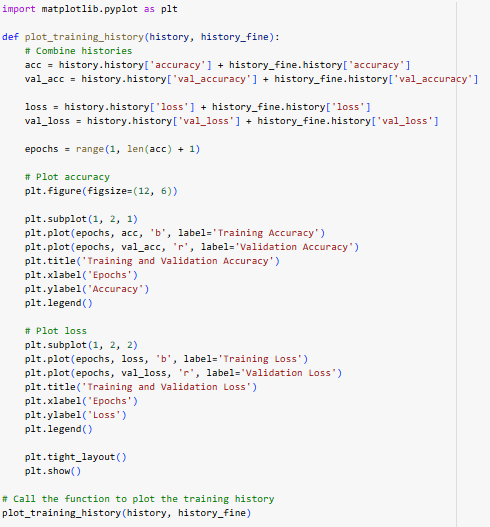 import matplotlib.pyplot as plt

def plot_training_history(history, history_fine):
    # Combine histories
    acc = history.history['accuracy'] + history_fine.history['accuracy']
    val_acc = history.history['val_accuracy'] + history_fine.history['val_accuracy']

    loss = history.history['loss'] + history_fine.history['loss']
    val_loss = history.history['val_loss'] + history_fine.history['val_loss']

    epochs = range(1, len(acc) + 1)

    # Plot accuracy
    plt.figure(figsize=(12, 6))

    plt.subplot(1, 2, 1)
    plt.plot(epochs, acc, 'b', label='Training Accuracy')
    plt.plot(epochs, val_acc, 'r', label='Validation Accuracy')
    plt.title('Training and Validation Accuracy')
    plt.xlabel('Epochs')
    plt.ylabel('Accuracy')
    plt.legend()

    # Plot loss
    plt.subplot(1, 2, 2)
    plt.plot(epochs, loss, 'b', label='Training Loss')
    plt.plot(epochs, val_loss, 'r', label='Validation Loss')
    plt.title('Training and Validation Loss')
    plt.xlabel('Epochs')
    plt.ylabel('Loss')
    plt.legend()

    plt.tight_layout()
    plt.show()

# Call the function to plot the training history
plot_training_history(history, history_fine)